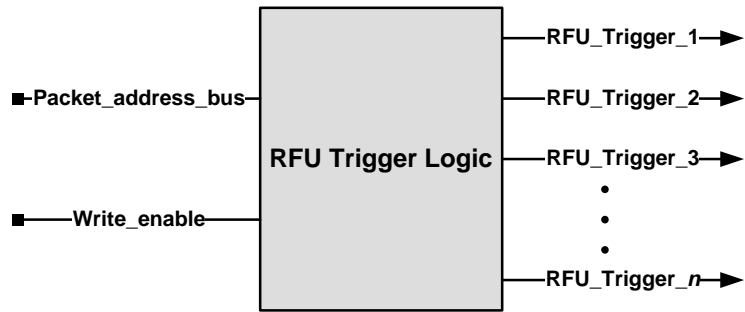 RFU_Trigger_1
Packet_address_bus
RFU_Trigger_2
RFU Trigger Logic
RFU_Trigger_3
Write_enable
RFU_Trigger_n